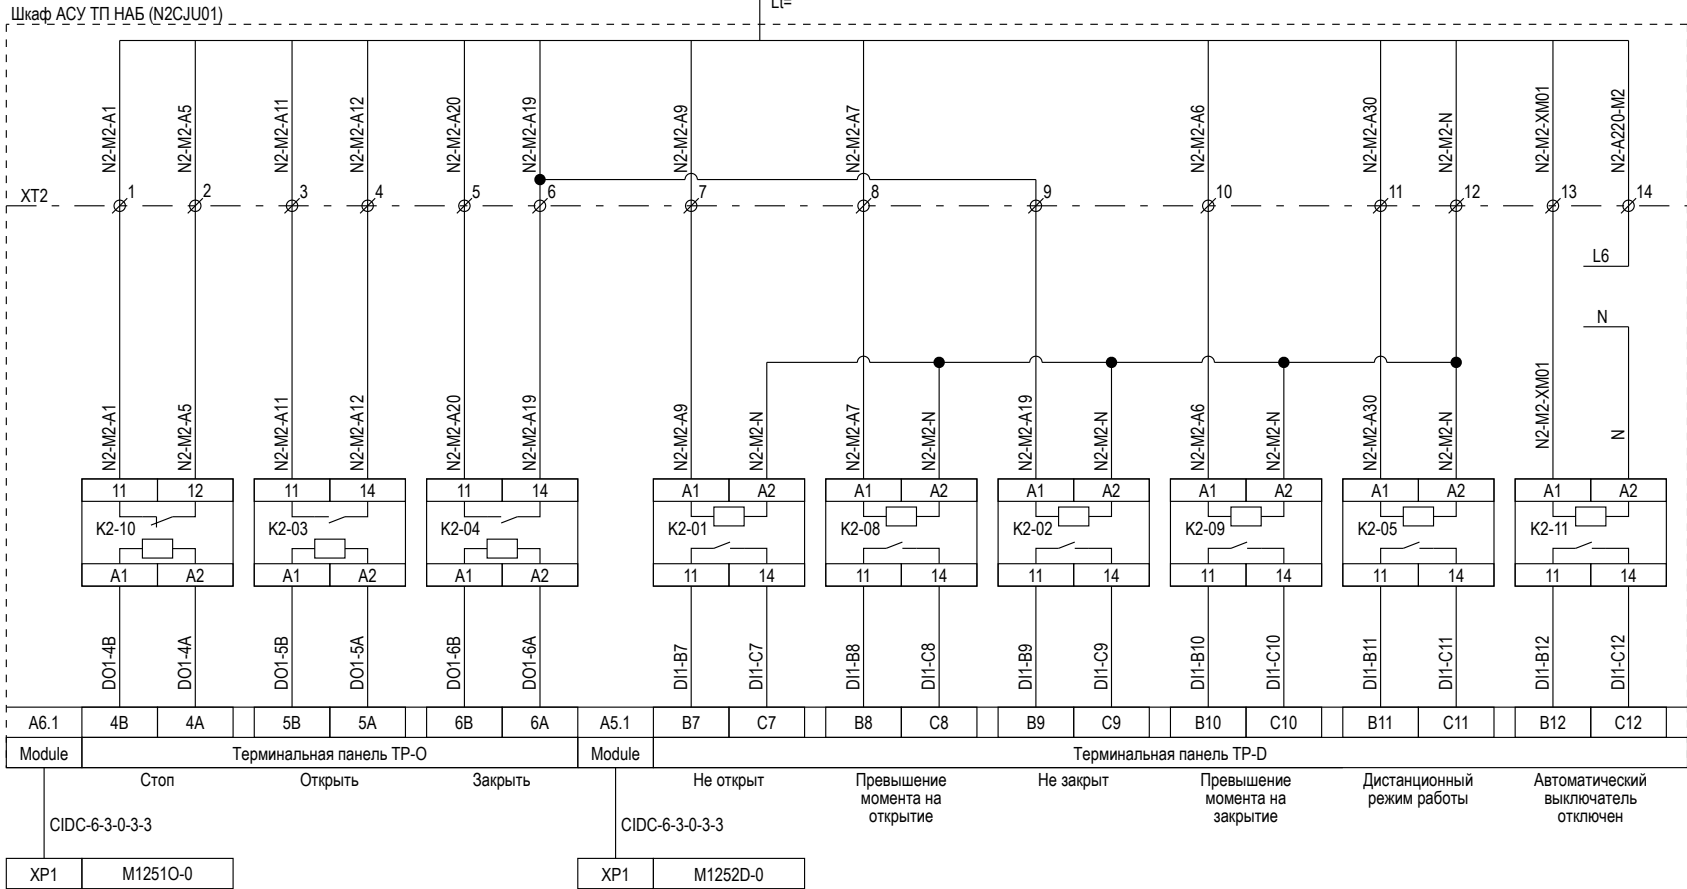 Lt=
Шкаф АСУ ТП НАБ (N2CJU01)
N2-M2-A1 N2-M2-A5 N2-M2-A11 N2-M2-A12 N2-M2-A20 N2-M2-A19 N2-M2-A9 N2-M2-A7 N2-M2-A6 N2-M2-A30 N2-M2-N N2-M2-XM01 N2-A220-M2
XT2 1 2 3 4 5 6 7 8 9 10 11 12 13 14
L6
N
N2-M2-A1 N2-M2-A5 N2-M2-A11 N2-M2-A12 N2-M2-A20 N2-M2-A19 N2-M2-A9 N2-M2-N N2-M2-A7 N2-M2-N N2-M2-A19 N2-M2-N N2-M2-A6 N2-M2-N N2-M2-A30 N2-M2-N N2-M2-XM01 N
11 12 11 14 11 14 A1 A2 A1 A2 A1 A2 A1 A2 A1 A2 A1 A2
K2-10 K2-03 K2-04 K2-01 K2-08 K2-02 K2-09 K2-05 K2-11
A1 A2 A1 A2 A1 A2 11 14 11 14 11 14 11 14 11 14 11 14
DO1-4B DO1-4A DO1-5B DO1-5A DO1-6B DO1-6A DI1-B7 DI1-C7 DI1-B8 DI1-C8 DI1-B9 DI1-C9 DI1-B10 DI1-C10 DI1-B11 DI1-C11 DI1-B12 DI1-C12
A6.1 4B 4A 5B 5A 6B 6A A5.1 B7 C7 B8 C8 B9 C9 B10 C10 B11 C11 B12 C12
Module Терминальная панель TP-O Module Терминальная панель TP-D
Стоп Открыть Закрыть Не открыт
Превышение
момента на
открытие
Не закрыт
Превышение
момента на
закрытие
Дистанционный
режим работы
Автоматический
выключатель
отключен
CIDC-6-3-0-3-3 CIDC-6-3-0-3-3
XP1 M1251O-0 XP1 M1252D-0